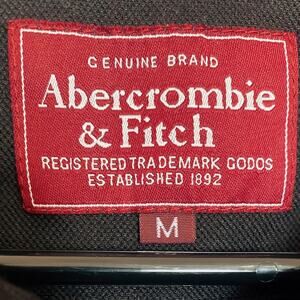 GENUINE BRAND
Abercrombie
& Fitch
REGISTERED TRADEMARK GODOS
ESTABLISHED 1892
M